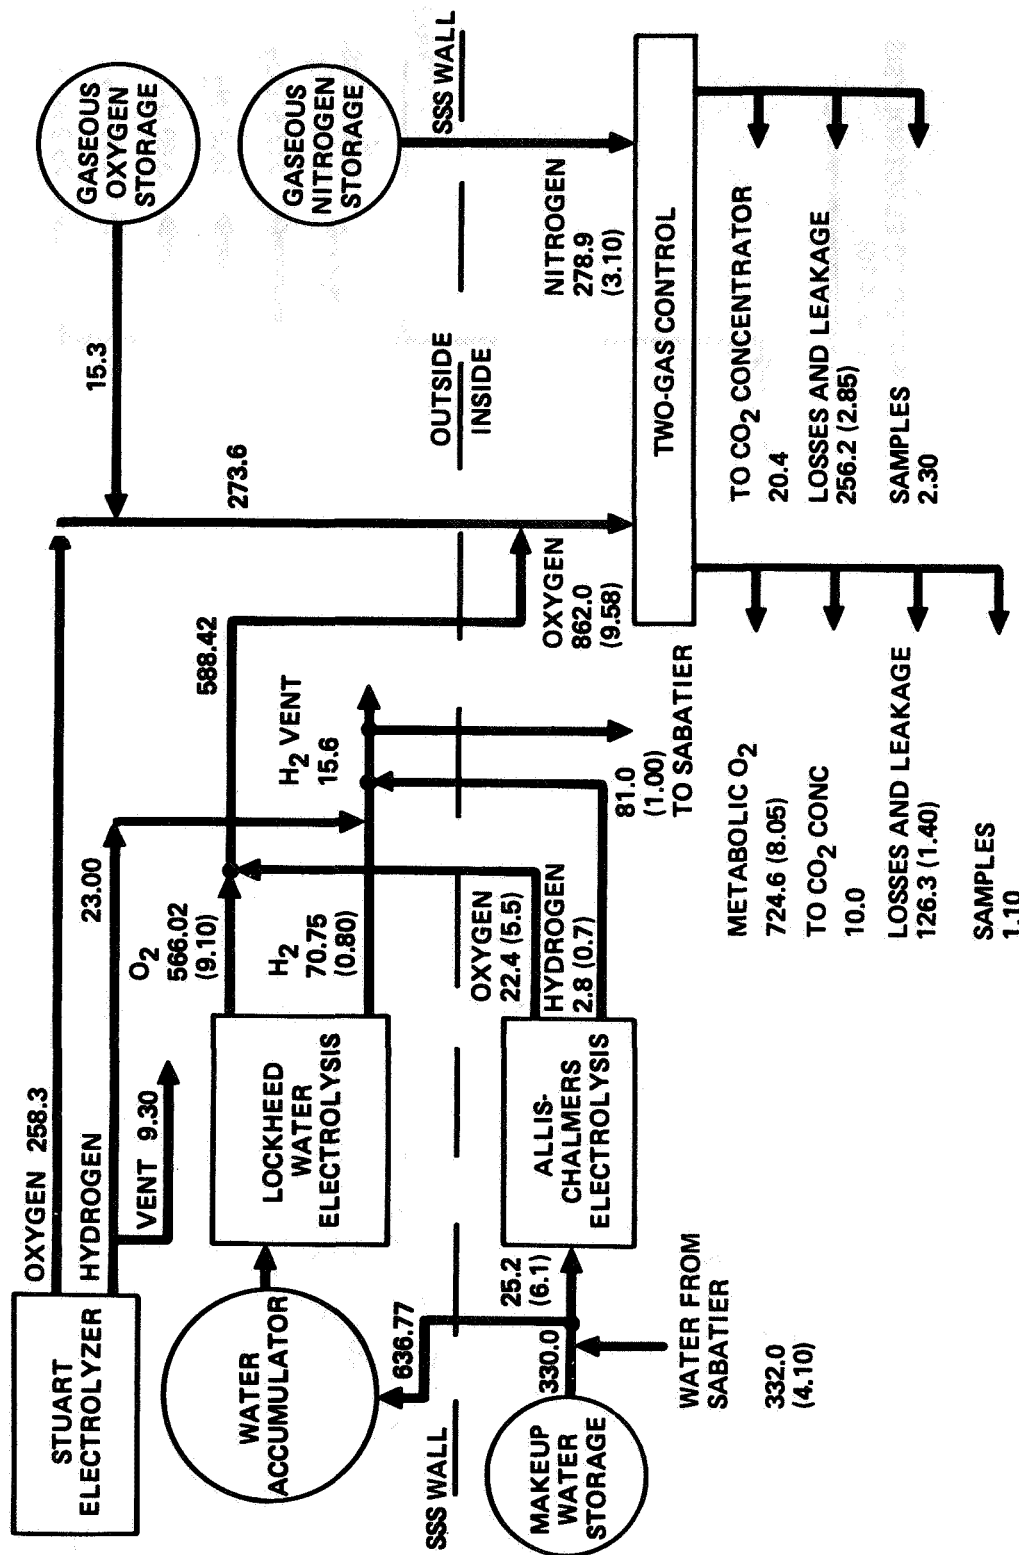 STUART
ELECTROLYZER
OXYGEN 258.3
HYDROGEN
VENT 9.30
23.00
273.6
15.3
GASEOUS
OXYGEN
STORAGE
WATER
ACCUMULATOR
LOCKHEED
WATER
ELECTROLYSIS
O2
566.02
(9.10)
H2
70.75
(0.80)
588.42
H2 VENT
15.6
GASEOUS
NITROGEN
STORAGE
636.77
SSS WALL
OUTSIDE
INSIDE
SSS WALL
MAKEUP
WATER
STORAGE
330.0
25.2
(6.1)
ALLIS-
CHALMERS
ELECTROLYSIS
OXYGEN
22.4 (5.5)
HYDROGEN
2.8 (0.7)
81.0
(1.00)
TO SABATIER
OXYGEN
862.0
(9.58)
NITROGEN
278.9
(3.10)
WATER FROM
SABATIER
332.0
(4.10)
TWO-GAS CONTROL
METABOLIC O2
724.6 (8.05)
TO CO2 CONC
10.0
LOSSES AND LEAKAGE
126.3 (1.40)
SAMPLES
1.10
TO CO2 CONCENTRATOR
20.4
LOSSES AND LEAKAGE
256.2 (2.85)
SAMPLES
2.30